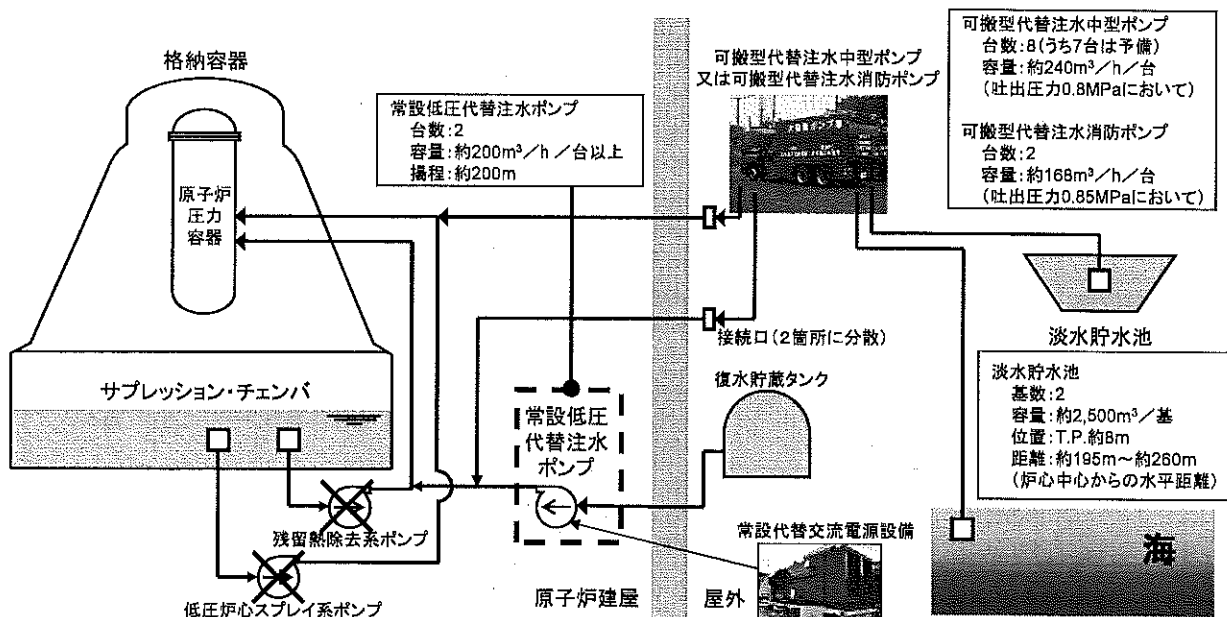 格納容器
原子炉
圧力
容器
サプレッション・チェンバ
残留熱除去系ポンプ
低圧炉心スプレイ系ポンプ
常設低圧代替注水ポンプ
台数:2
容量:約200m³/h/台以上
揚程:約200m
常設低圧
代替注水
ポンプ
原子炉建屋
屋外
可搬型代替注水中型ポンプ
又は可搬型代替注水消防ポンプ
接続口(2箇所に分散)
復水貯蔵タンク
常設代替交流電源設備
可搬型代替注水中型ポンプ
台数:8(うち7台は予備)
容量:約240m³/h/台
(吐出圧力0.8MPaにおいて)
可搬型代替注水消防ポンプ
台数:2
容量:約168m³/h/台
(吐出圧力0.85MPaにおいて)
淡水貯水池
淡水貯水池
基数:2
容量:約2,500m³/基
位置:T.P.約8m
距離:約195m~約260m
(炉心中心からの水平距離)
海